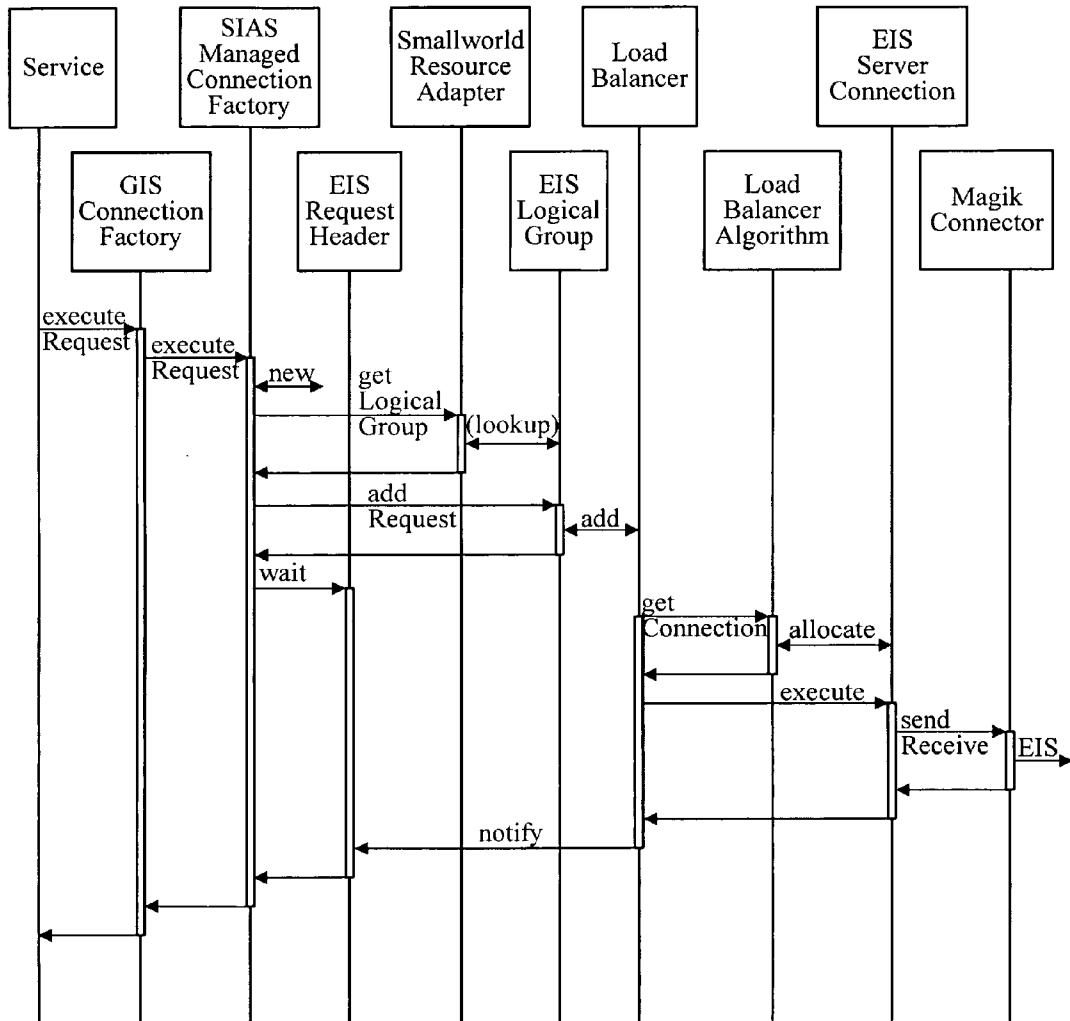 Service
SIAS
Managed
Connection
Factory
Smallworld
Resource
Adapter
Load
Balancer
EIS
Server
Connection
GIS
Connection
Factory
EIS
Request
Header
EIS
Logical
Group
Load
Balancer
Algorithm
Magik
Connector
execute
Request
execute
Request
new
get
Logical
Group
(lookup)
add
Request
add
wait
get
Connection
allocate
execute
send
Receive
EIS
notify